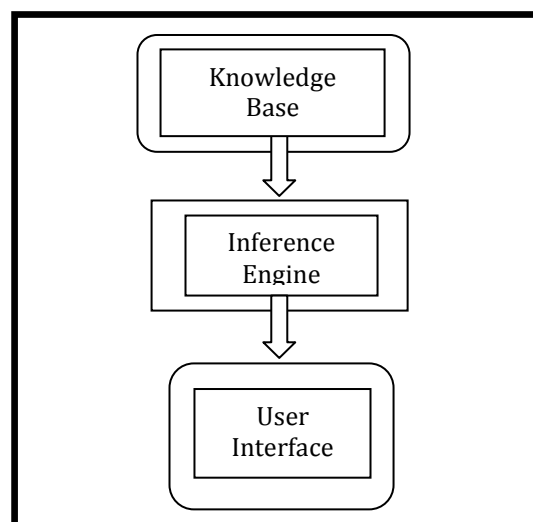 Knowledge
Base
Inference
Engine
User
Interface